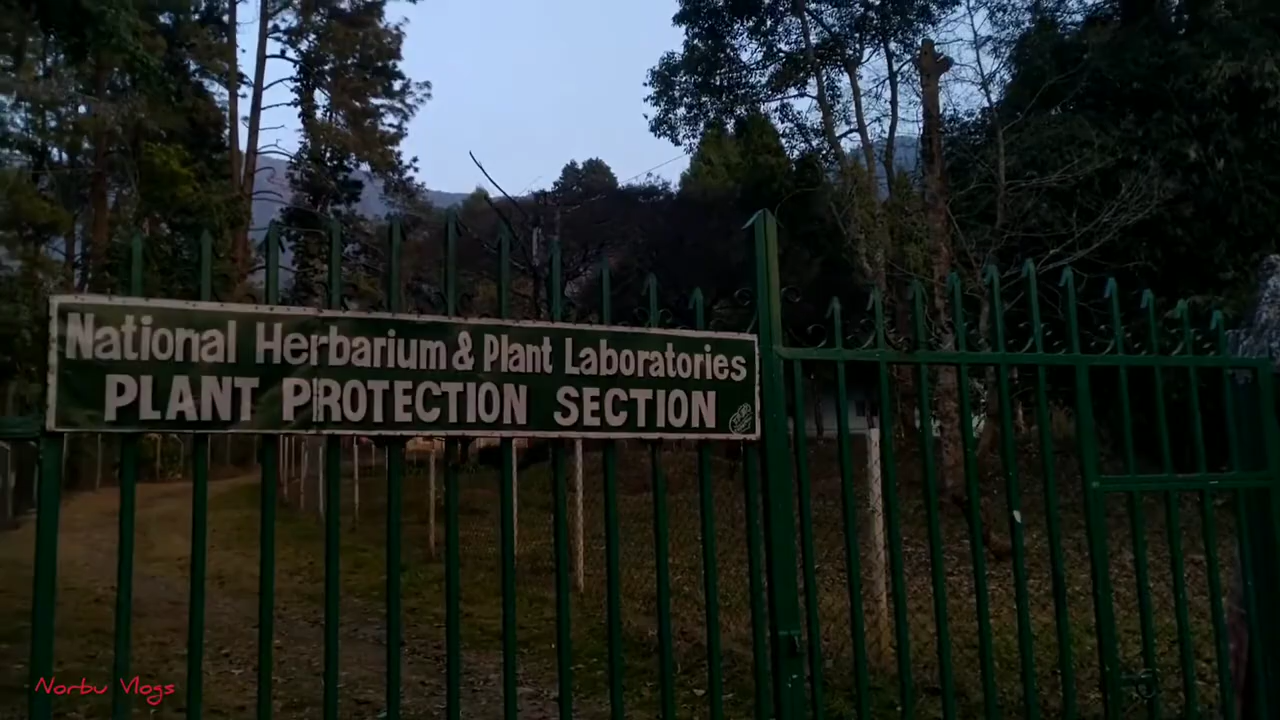 National Herbarium & Plant Laboratories
PLANT PROTECTION SECTION
Norbu Vlogs